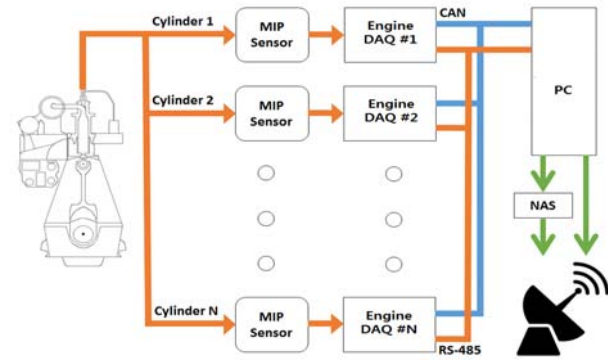 Cylinder 1
MIP
Sensor
Engine
DAQ #1
CAN
PC
Cylinder 2
MIP
Sensor
Engine
DAQ #2
NAS
Cylinder N
MIP
Sensor
Engine
DAQ #N
RS-485